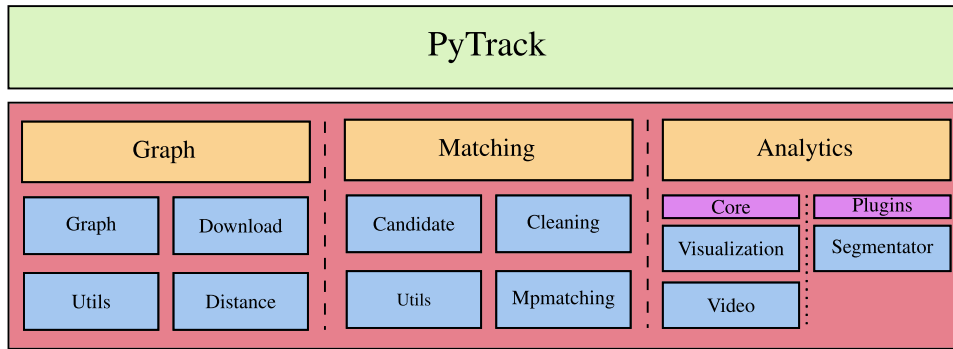 PyTrack
Graph
Matching
Analytics
Graph
Download
Candidate
Cleaning
Core
Plugins
Visualization
Segmentator
Utils
Distance
Utils
Mpmatching
Video